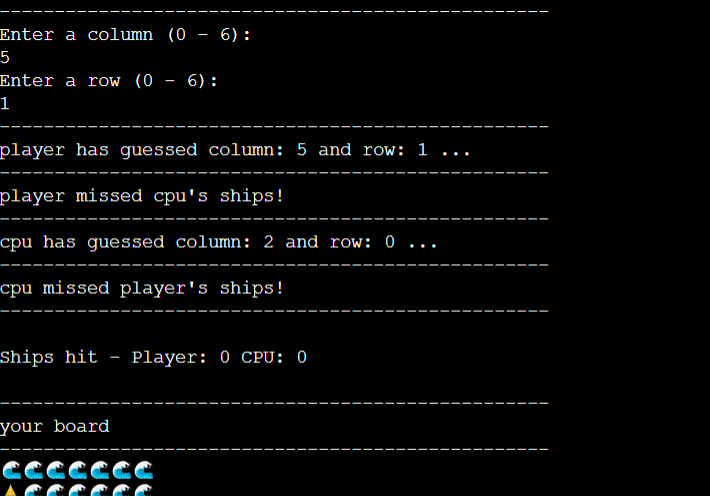 --------------------------------------------------
Enter a column (0 - 6):
5
Enter a row (0 - 6):
1
--------------------------------------------------
player has guessed column: 5 and row: 1 ...
--------------------------------------------------
player missed cpu's ships!
--------------------------------------------------
cpu has guessed column: 2 and row: 0 ...
--------------------------------------------------
cpu missed player's ships!
--------------------------------------------------
Ships hit - Player: 0 CPU: 0
--------------------------------------------------
your board
--------------------------------------------------
🌊🌊🌊🌊🌊🌊🌊